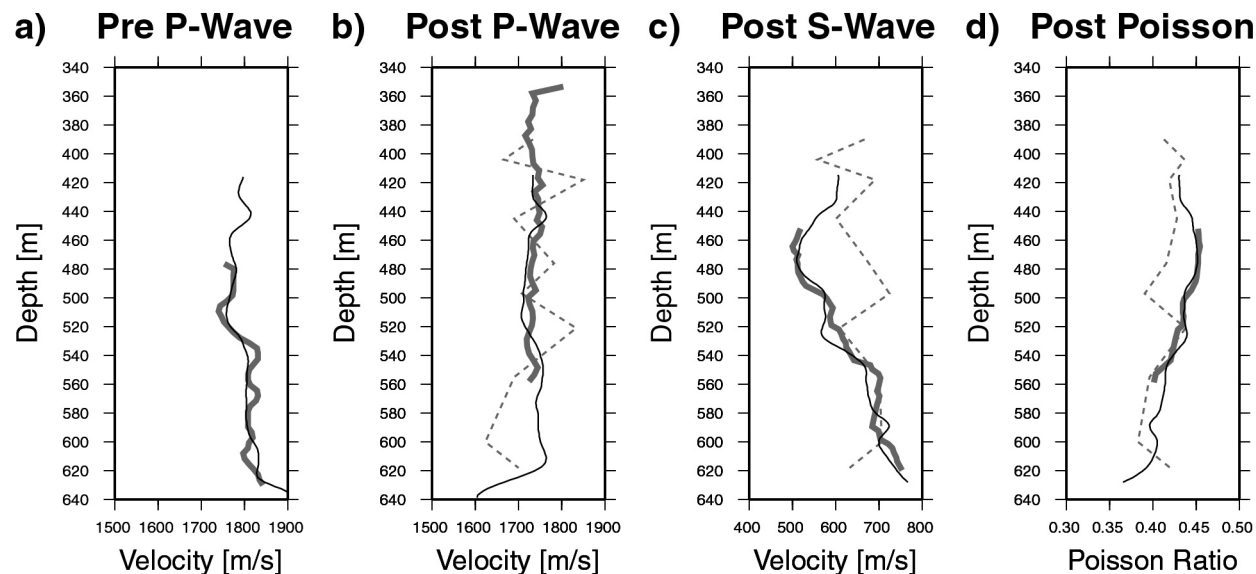 a) Pre P-Wave b) Post P-Wave c) Post S-Wave d) Post Poisson
340 340 340 340
360 360 360 360
380 380 380 380
400 400 400 400
420 420 420 420
440 440 440 440
460 460 460 460
480 480 480 480
500 500 500 500
520 520 520 520
540 540 540 540
560 560 560 560
580 580 580 580
600 600 600 600
620 620 620 620
640 640 640 640
Depth [m] Depth [m] Depth [m] Depth [m]
1500 1600 1700 1800 1900 1500 1600 1700 1800 1900 400 500 600 700 800 0.30 0.35 0.40 0.45 0.50
Velocity [m/s] Velocity [m/s] Velocity [m/s] Poisson Ratio